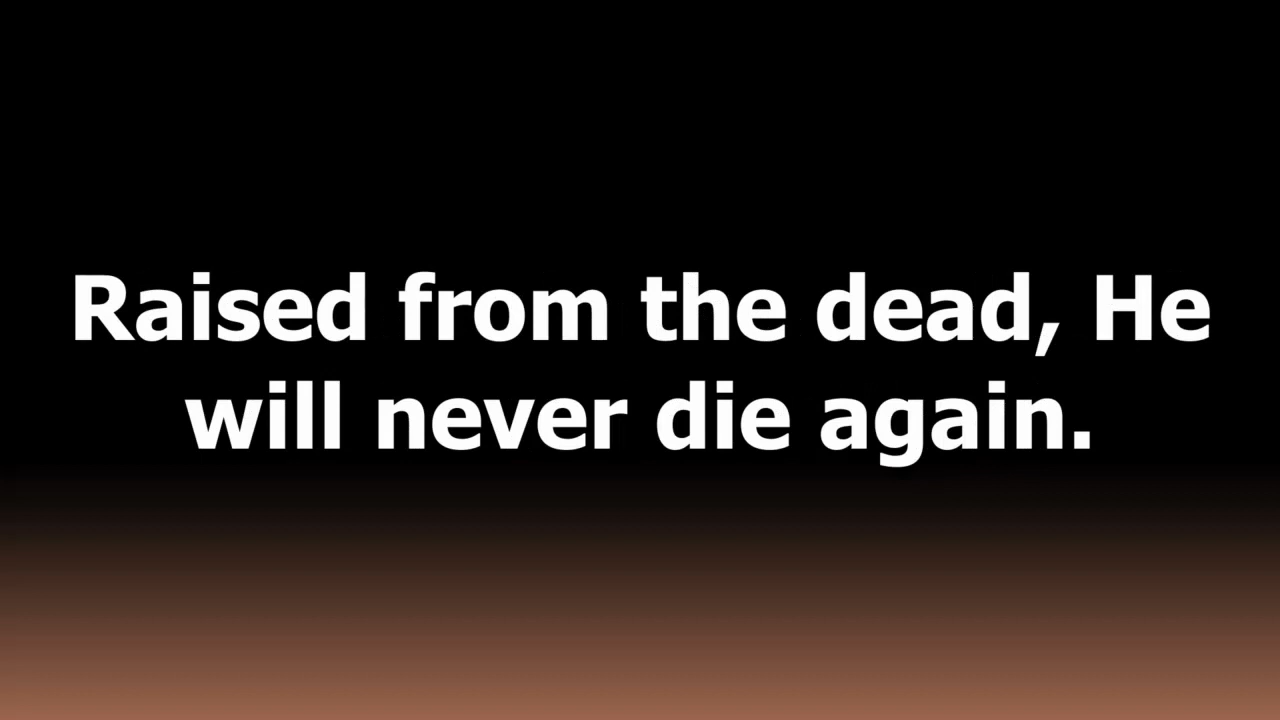 Raised from the dead, He
will never die again.